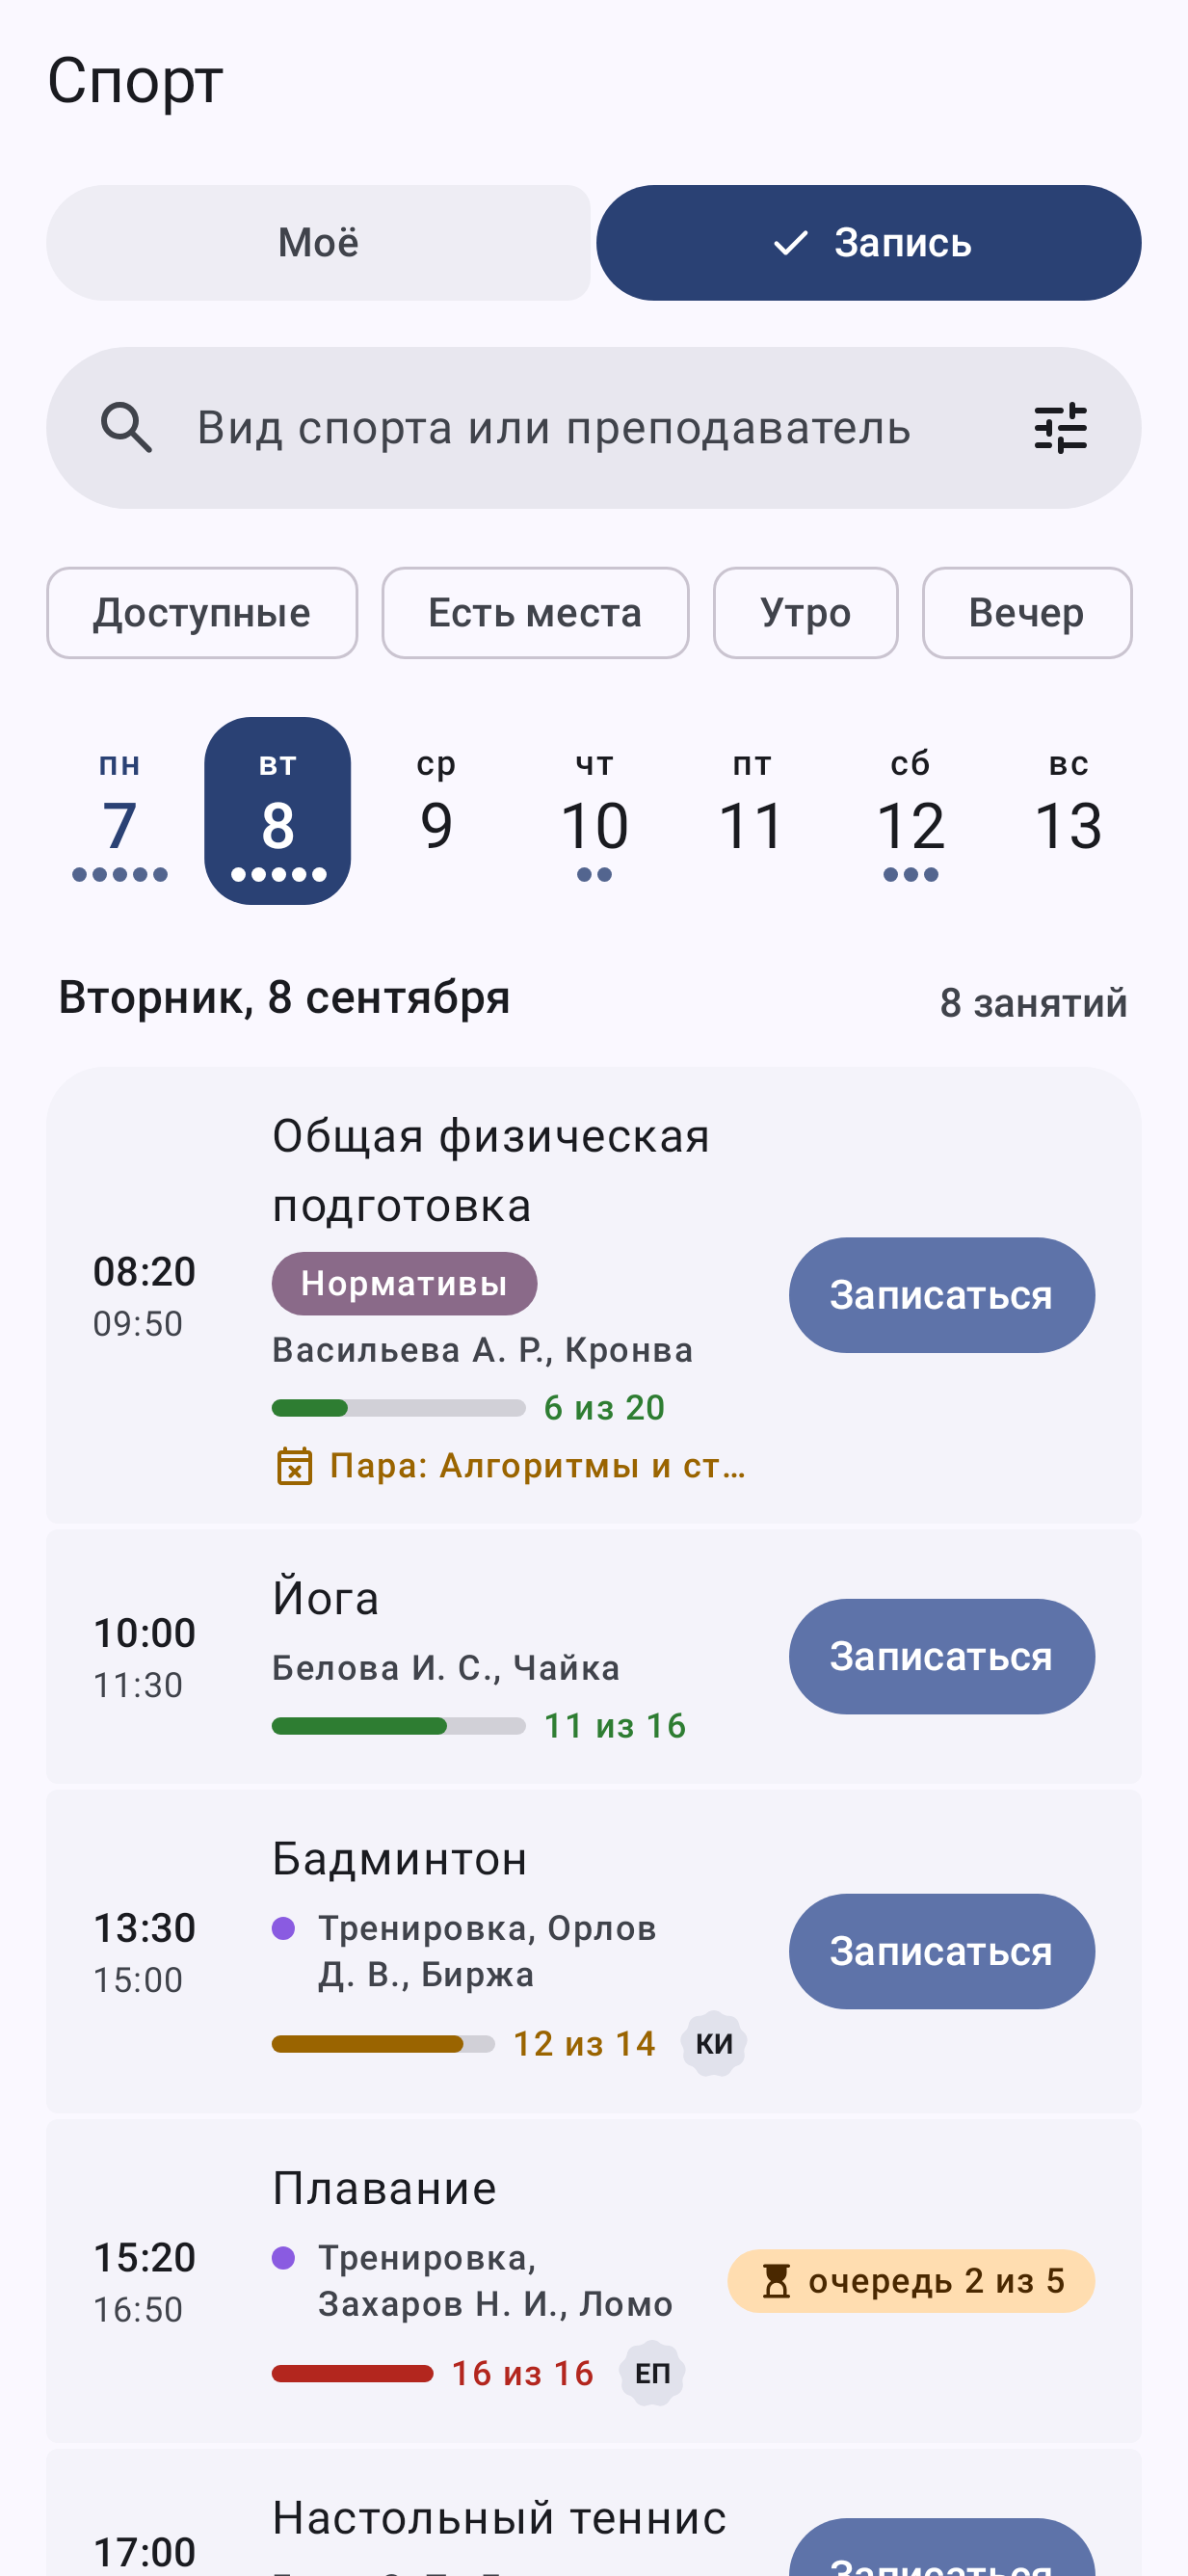 Спорт
Моё
Запись
Вид спорта или преподаватель
Доступные
Есть места
Утро
Вечер
пн вт ср чт пт сб вс
7 8 9 10 11 12 13
Вторник, 8 сентября
8 занятий
Общая физическая
подготовка
08:20
09:50
Нормативы
Записаться
Васильева А. Р., Кронва
6 из 20
Пара: Алгоритмы и ст…
Йога
10:00
11:30
Белова И. С., Чайка
Записаться
11 из 16
Бадминтон
13:30
15:00
Тренировка, Орлов
Д. В., Биржа
Записаться
12 из 14
КИ
Плавание
15:20
16:50
Тренировка,
Захаров Н. И., Ломо
очередь 2 из 5
16 из 16
ЕП
Настольный теннис
17:00
Записаться